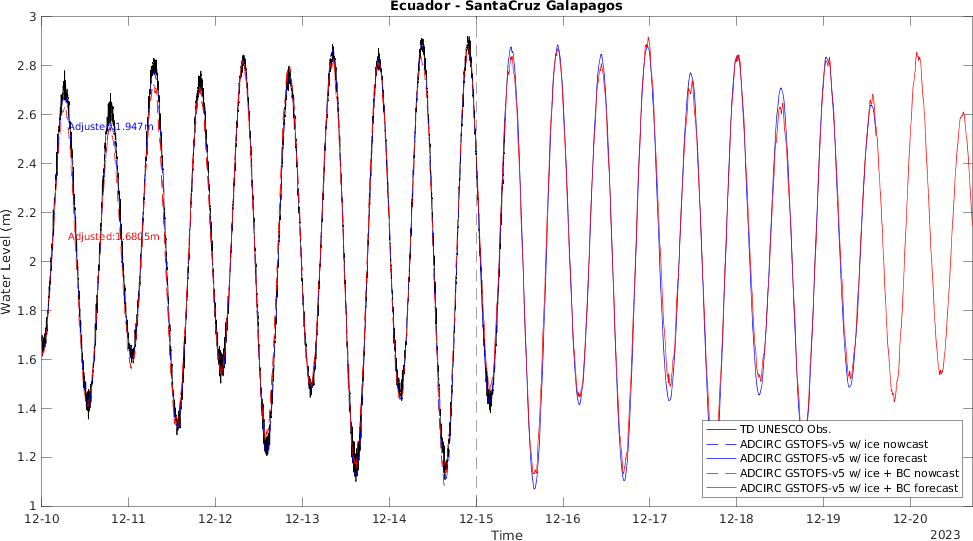 Ecuador - SantaCruz Galapagos
3
2.8
2.6
2.4
2.2
2
1.8
1.6
1.4
1.2
1
Water Level (m)
Adjusted:1.947m
Adjusted:1.6805m
TD UNESCO Obs.
ADCIRC GSTOFS-v5 w/ ice nowcast
ADCIRC GSTOFS-v5 w/ ice forecast
ADCIRC GSTOFS-v5 w/ ice + BC nowcast
ADCIRC GSTOFS-v5 w/ ice + BC forecast
12-10 12-11 12-12 12-13 12-14 12-15 12-16 12-17 12-18 12-19 12-20
Time 2023